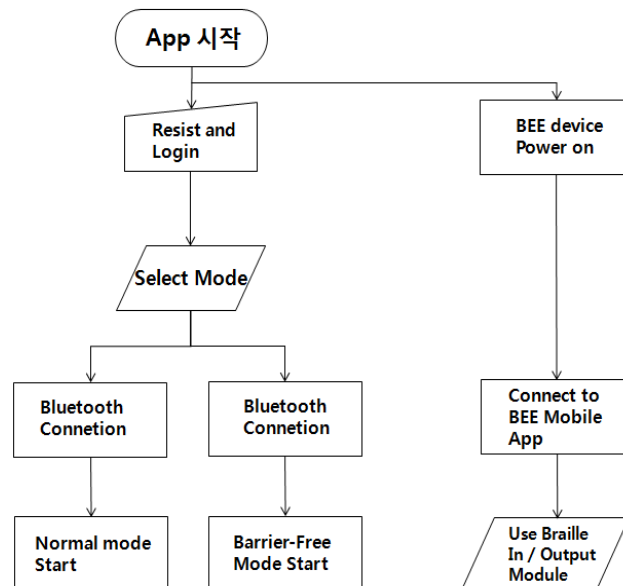 App 시작
Resist and
Login
BEE device
Power on
Select Mode
Bluetooth
Connetion
Bluetooth
Connetion
Connect to
BEE Mobile
App
Normal mode
Start
Barrier-Free
Mode Start
Use Braille
In / Output
Module